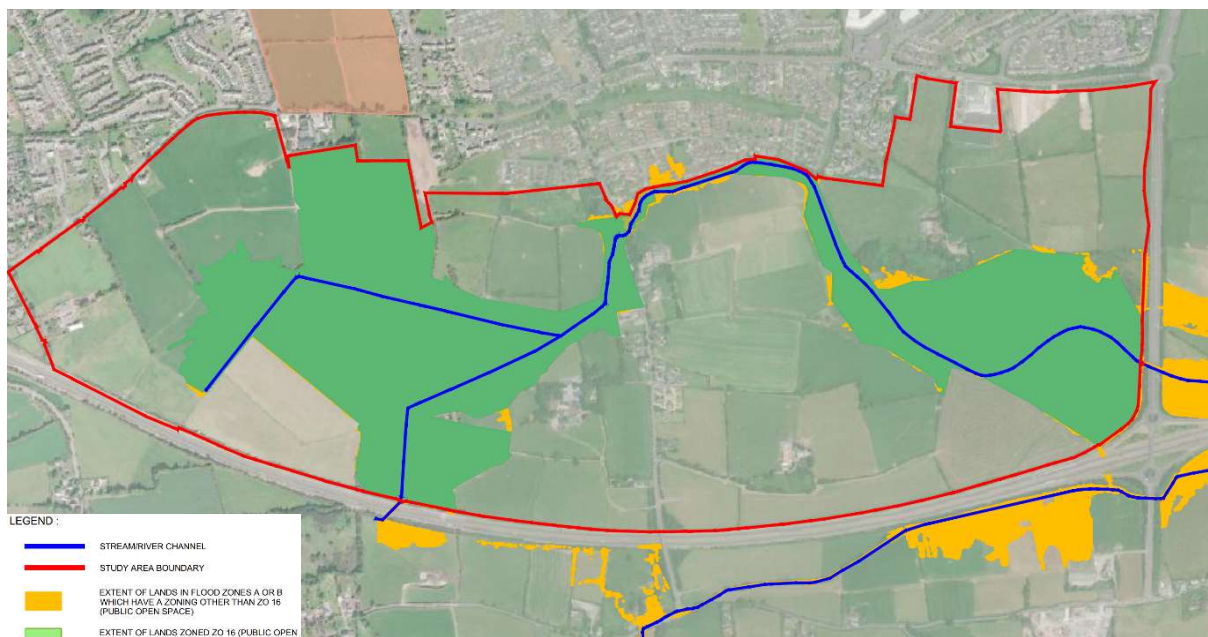 LEGEND :
STREAM/RIVER CHANNEL
STUDY AREA BOUNDARY
EXTENT OF LANDS IN FLOOD ZONES A OR B
WHICH HAVE A ZONING OTHER THAN ZO 16
(PUBLIC OPEN SPACE)
EXTENT OF LANDS ZONED ZO 16 (PUBLIC OPEN